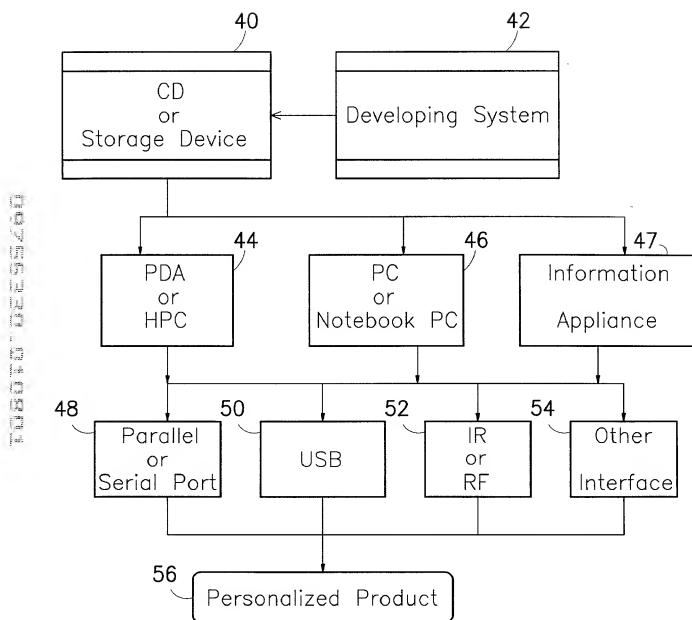 40
42
CD
or
Storage Device
Developing System
44
46
47
PDA
or
HPC
PC
or
Notebook PC
Information
Appliance
48
50
52
54
Parallel
or
Serial Port
USB
IR
or
RF
Other
Interface
56
Personalized Product